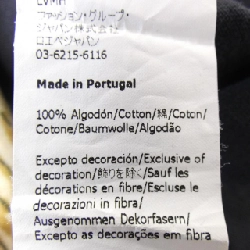 LVMH
ファッション・グループ・
ジャパン株式会社
ロエベジャパン
03-6215-6116
Made in Portugal
100% Algodón/Cotton/綿/Coton/
Cotone/Baumwolle/Algodão
Excepto decoración/Exclusive of
decoration/飾りを除く/Sauf les
décorations en fibre/Escluse le
decorazioni in fibra/
Ausgenommen Dekorfasern/
Excepto as decorações em fibra